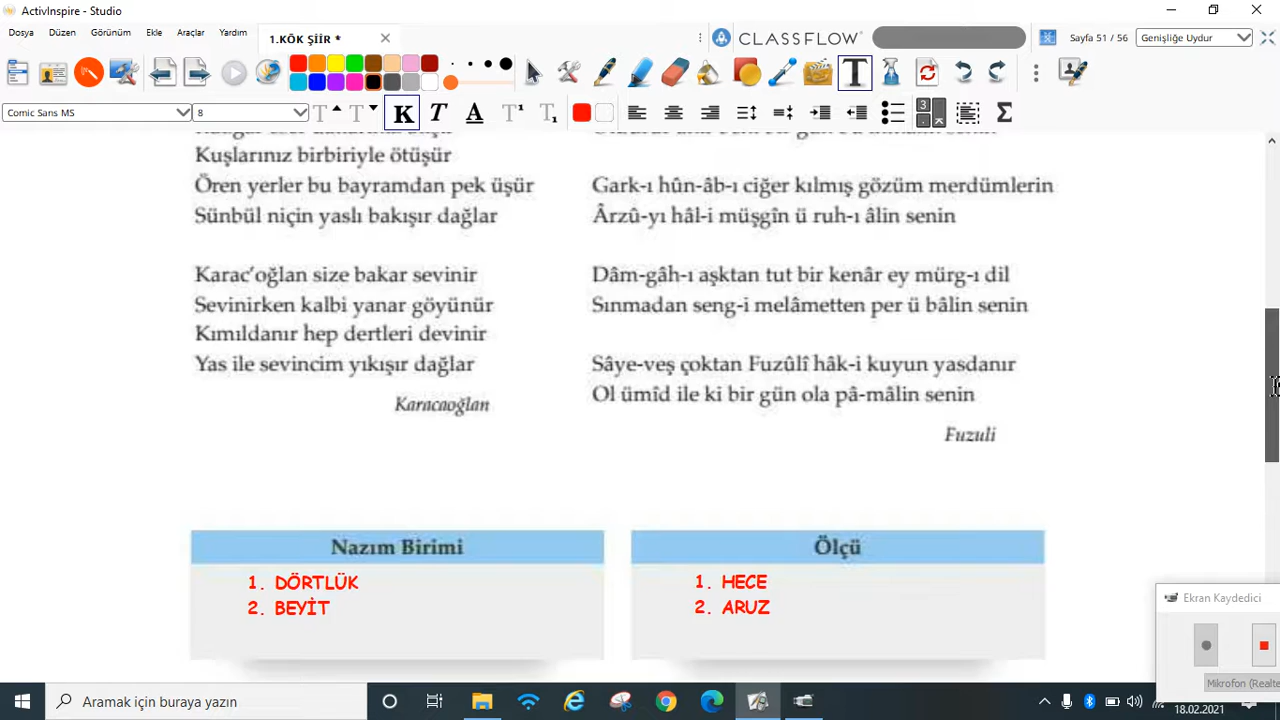 ActivInspire - Studio
Dosya Düzen Görünüm Ekle Araçlar Yardım
1.KÖK ŞİİR *
CLASSFLOW
Sayfa 51 / 56
Genişliğe Uydur
Comic Sans MS
8
Kuşlarınız birbiriyle ötüşür
Ören yerler bu bayramdan pek üşür
Sünbül niçin yaslı bakışır dağlar
Karac'oğlan size bakar sevinir
Sevinirken kalbi yanar göyünür
Kımıldanır hep dertleri devinir
Yas ile sevincim yıkışır dağlar
Karacaoğlan
Gark-ı hûn-âb-ı ciğer kılmış gözüm merdümlerin
Ârzû-yı hâl-i müşgîn ü ruh-ı âlin senin
Dâm-gâh-ı aşktan tut bir kenâr ey mürg-ı dil
Sınmadan seng-i melâmetten per ü bâlin senin
Sâye-veş çoktan Fuzûlî hâk-i kuyun yasdanır
Ol ümîd ile ki bir gün ola pâ-mâlin senin
Fuzuli
Nazım Birimi
1. DÖRTLÜK
2. BEYİT
Ölçü
1. HECE
2. ARUZ
Ekran Kaydedici
Mikrofon (Realte
Aramak için buraya yazın
10:16
18.02.2021